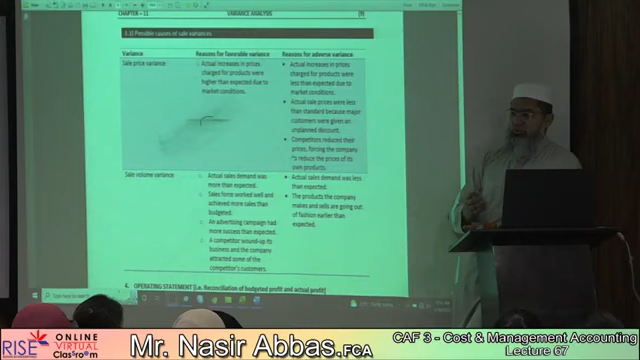 CHAPTER – 11 VARIANCE ANALYSIS [9]
3.10 Possible causes of sale variances
Variance Reasons for favorable variance Reasons for adverse variance
Sale price variance
Actual increases in prices
charged for products were
higher than expected due to
market conditions.
Actual increases in prices
charged for products were
less than expected due to
market conditions.
Actual sale prices were less
than standard because major
customers were given an
unplanned discount.
Competitors reduced their
prices, forcing the company
to reduce the prices of its
own products.
Sale volume variance
Actual sales demand was
more than expected.
Sales force worked well and
achieved more sales than
budgeted.
An advertising campaign had
more success than expected.
A competitor wound-up its
business and the company
attracted some of the
competitor's customers.
Actual sales demand was less
than expected.
The products the company
makes and sells are going out
of fashion earlier than
expected.
4. OPERATING STATEMENT [i.e. Reconciliation of budgeted profit and actual profit]
Type here to search
RISE
ONLINE
VIRTUAL
Classroom
Mr. Nasir Abbas.FCA
CAF 3 - Cost & Management Accounting
Lecture 67